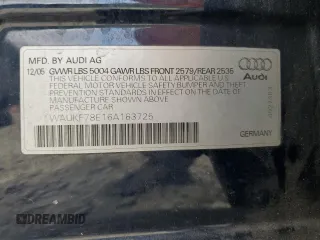 MFD. BY AUDI AG
12/05 GVWR LBS 5004 GAWR LBS FRONT 2579/REAR 2535
THIS VEHICLE CONFORMS TO ALL APPLICABLE U.S.
FEDERAL MOTOR VEHICLE SAFETY BUMPER AND THEFT
PREVENTION STANDARDS IN EFFECT ON THE DATE OF
MANUFACTURE SHOWN ABOVE
PASSENGER CAR
WAUKF78E16A163725
Audi
GERMANY
DREAMBID